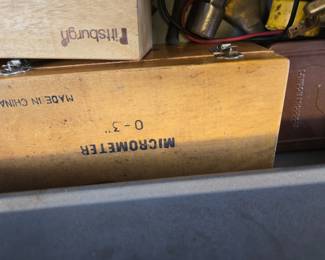 Pittsburgh
MADE IN CHINA
0-3"
MICROMETER